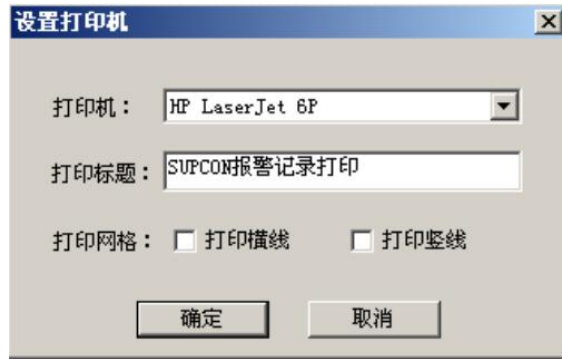 设置打印机
打印机： HP LaserJet 6P
打印标题： SUPCON报警记录打印
打印网格： 打印横线 打印竖线
确定 取消